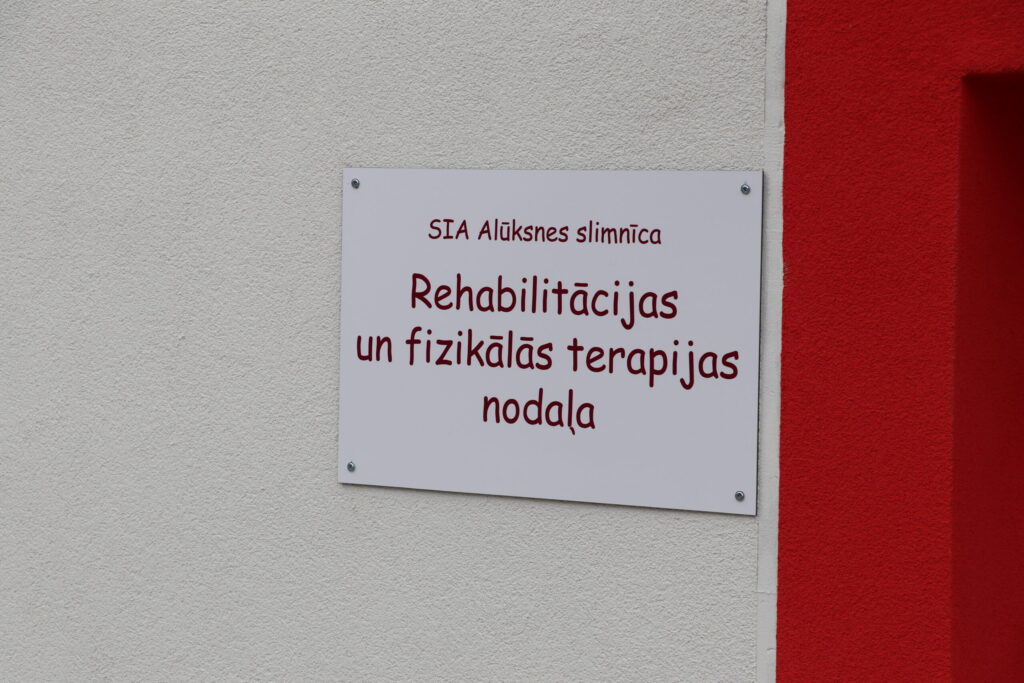 SIA Alūksnes slimnīca
Rehabilitācijas
un fizikālās terapijas
nodaļa